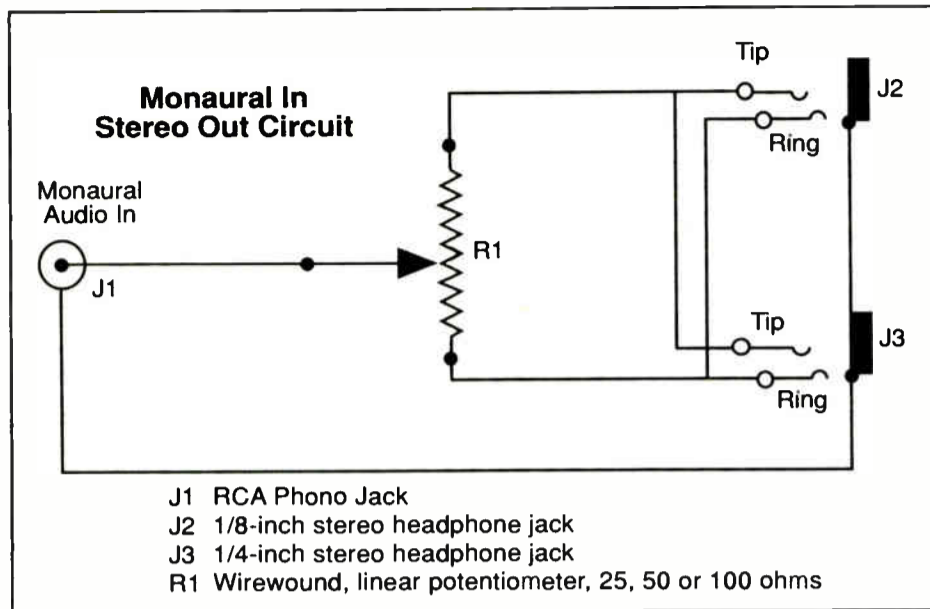 Monaural In
Stereo Out Circuit
Monaural
Audio In
J1
R1
Tip
Ring
J2
Tip
Ring
J3
J1 RCA Phono Jack
J2 1/8-inch stereo headphone jack
J3 1/4-inch stereo headphone jack
R1 Wirewound, linear potentiometer, 25, 50 or 100 ohms